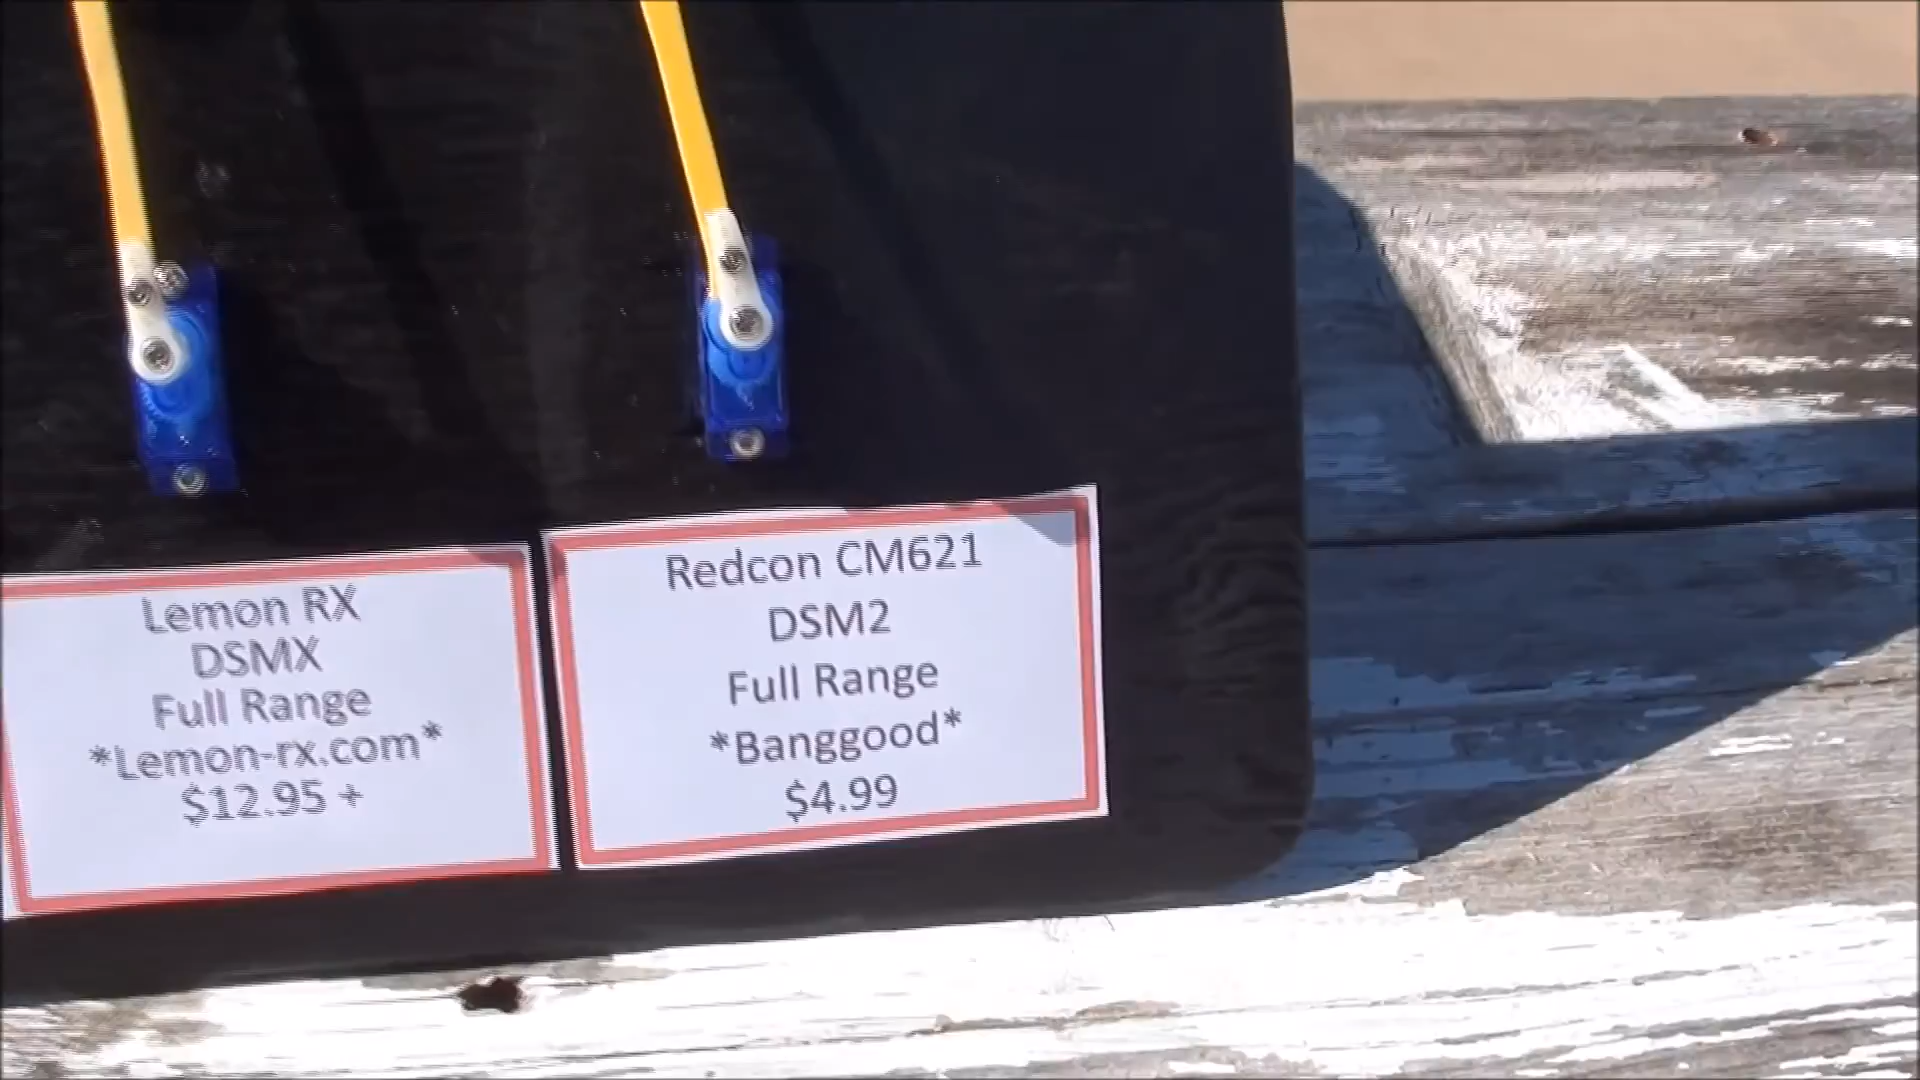 Lemon RX
DSMX
Full Range
*Lemon-rx.com*
$12.95 +
Redcon CM621
DSM2
Full Range
*Banggood*
$4.99